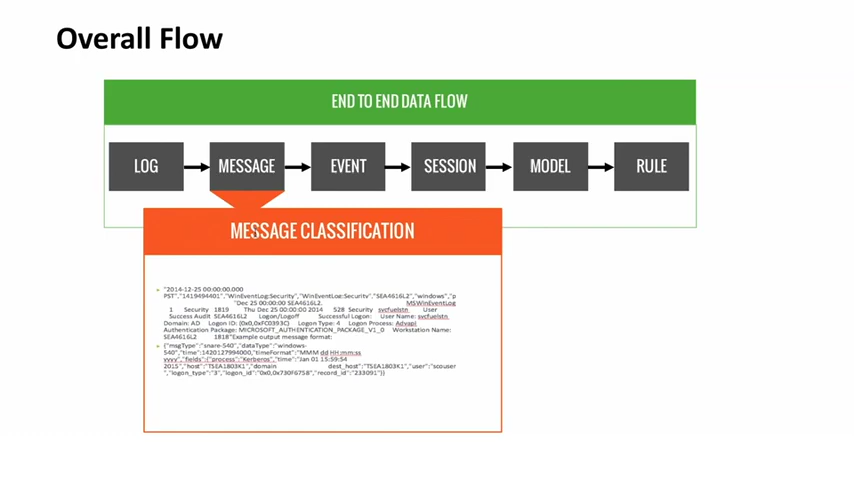 Overall Flow
END TO END DATA FLOW
LOG
MESSAGE
EVENT
SESSION
MODEL
RULE
MESSAGE CLASSIFICATION
"2014-12-25 00:00:00.000
PST","1419494401","WinEventLog:Security","WinEventLog:Security","SEA4616L2","windows","p
"Dec 25 00:00:00 SEA4616L2. MSWinEventLog
1 Security 1819 Thu Dec 25 00:00:00 2014 528 Security svcfuelstn User
Success Audit SEA4616L2 Logon/Logoff Successful Logon: User Name: svcfuelstn
Domain: AD Logon ID: (0x0,0xFC0393C) Logon Type: 4 Logon Process: Advapi
Authentication Package: MICROSOFT_AUTHENTICATION_PACKAGE_V1_0 Workstation Name:
SEA4616L2 1818"Example output message format:
{"msgType":"snare-540","dataType":"windows-
540","time":1420127994000,"timeFormat":"MMM dd HH:mm:ss
yyyy","fields":{"process":"Kerberos","time":"Jan 01 15:59:54
2015","host":"TSEA1803K1","domain dest_host":"TSEA1803K1","user":"scouser
","logon_type":"3","logon_id":"0x0,0x730F6758","record_id":"233091"}}